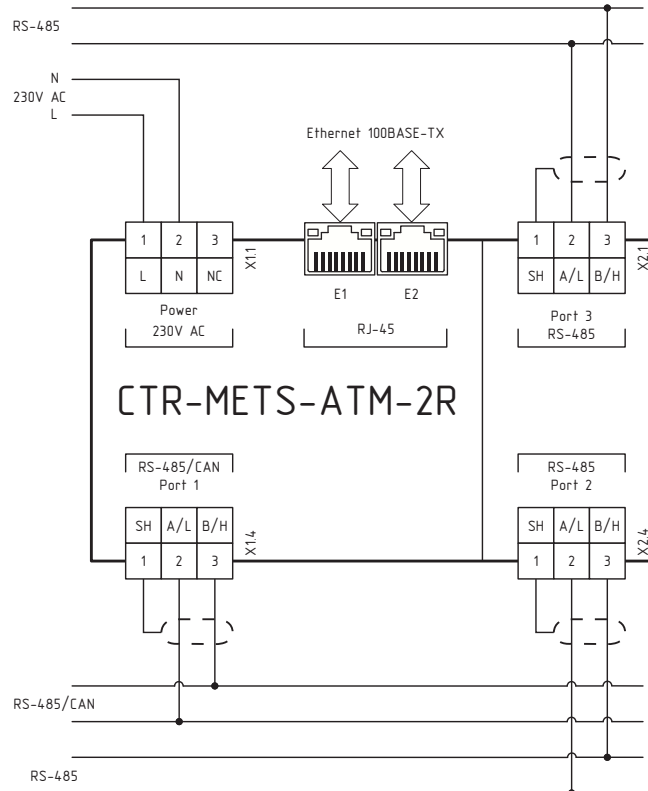 RS-485
N
230V AC
L
Ethernet 100BASE-TX
1 2 3
L N NC
X1.1
Power
230V AC
E1 E2
RJ-45
1 2 3
SH A/L B/H
X2.1
Port 3
RS-485
CTR-METS-ATM-2R
RS-485/CAN
Port 1
SH A/L B/H
1 2 3
X1.4
RS-485
Port 2
SH A/L B/H
1 2 3
X2.4
RS-485/CAN
RS-485